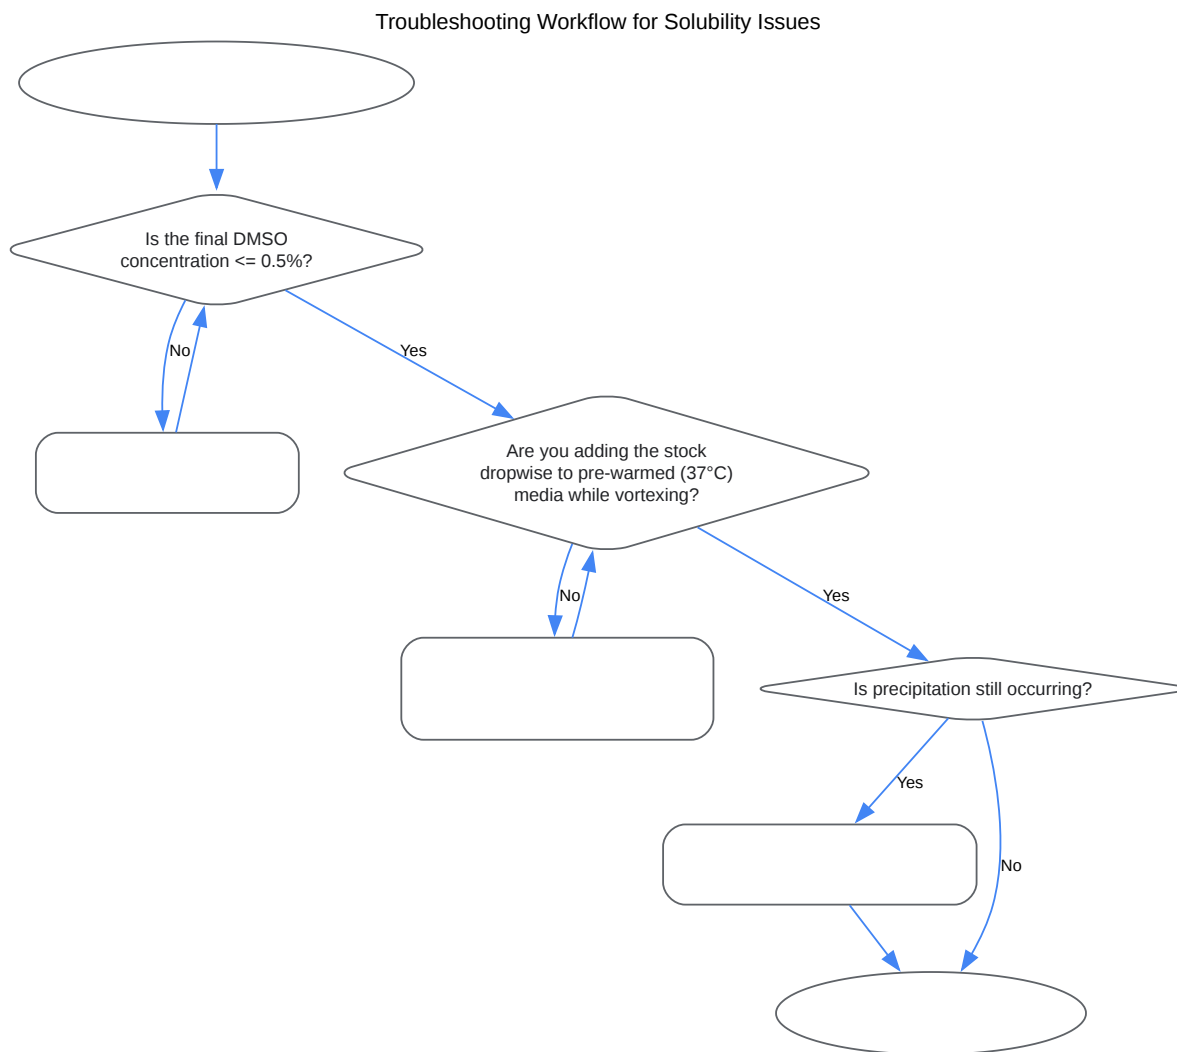 Troubleshooting Workflow for Solubility Issues
Is the final DMSO
concentration <= 0.5%?
No
Yes
Are you adding the stock
dropwise to pre-warmed (37°C)
media while vortexing?
No
Yes
Is precipitation still occurring?
Yes
No